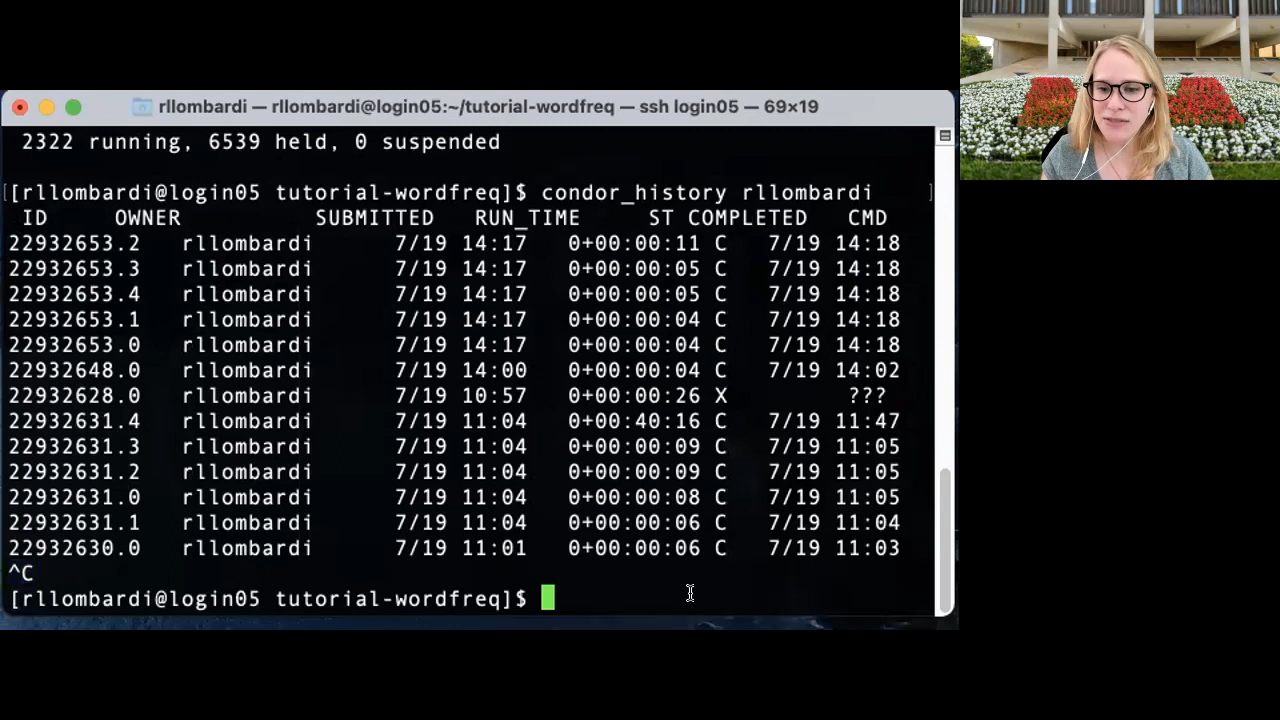 rllombardi — rllombardi@login05:~/tutorial-wordfreq — ssh login05 — 69×19
2322 running, 6539 held, 0 suspended
[[rllombardi@login05 tutorial-wordfreq]$ condor_history rllombardi ]
ID OWNER SUBMITTED RUN_TIME ST COMPLETED CMD
22932653.2 rllombardi 7/19 14:17 0+00:00:11 C 7/19 14:18
22932653.3 rllombardi 7/19 14:17 0+00:00:05 C 7/19 14:18
22932653.4 rllombardi 7/19 14:17 0+00:00:05 C 7/19 14:18
22932653.1 rllombardi 7/19 14:17 0+00:00:04 C 7/19 14:18
22932653.0 rllombardi 7/19 14:17 0+00:00:04 C 7/19 14:18
22932648.0 rllombardi 7/19 14:00 0+00:00:04 C 7/19 14:02
22932628.0 rllombardi 7/19 10:57 0+00:00:26 X ???
22932631.4 rllombardi 7/19 11:04 0+00:40:16 C 7/19 11:47
22932631.3 rllombardi 7/19 11:04 0+00:00:09 C 7/19 11:05
22932631.2 rllombardi 7/19 11:04 0+00:00:09 C 7/19 11:05
22932631.0 rllombardi 7/19 11:04 0+00:00:08 C 7/19 11:05
22932631.1 rllombardi 7/19 11:04 0+00:00:06 C 7/19 11:04
22932630.0 rllombardi 7/19 11:01 0+00:00:06 C 7/19 11:03
^C
[rllombardi@login05 tutorial-wordfreq]$